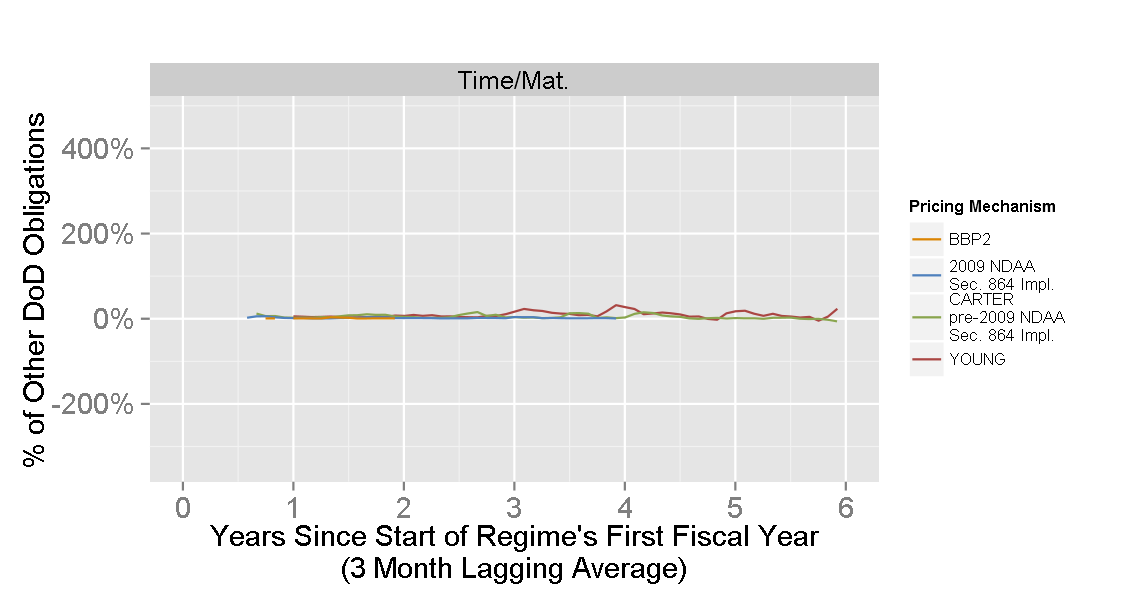 Time/Mat.
% of Other DoD Obligations
400%
200%
0%
-200%
0 1 2 3 4 5 6
Years Since Start of Regime's First Fiscal Year
(3 Month Lagging Average)
Pricing Mechanism
BBP2
2009 NDAA
Sec. 864 Impl.
CARTER
pre-2009 NDAA
Sec. 864 Impl.
YOUNG